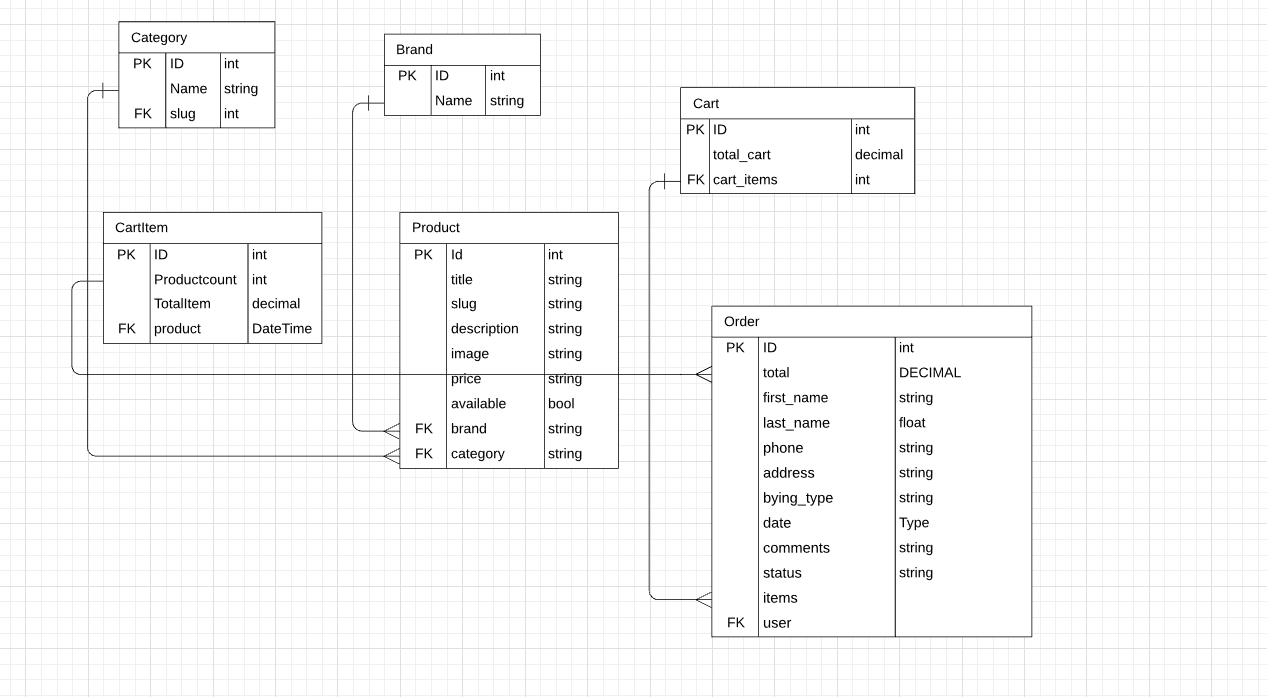 Category
PK ID int
Name string
FK slug int
Brand
PK ID int
Name string
Cart
PK ID int
total_cart decimal
FK cart_items int
CartItem
PK ID int
Productcount int
TotalItem decimal
FK product DateTime
Product
PK Id int
title string
slug string
description string
image string
price string
available bool
FK brand string
FK category string
Order
PK ID int
total DECIMAL
first_name string
last_name float
phone string
address string
bying_type string
date Type
comments string
status string
items
FK user